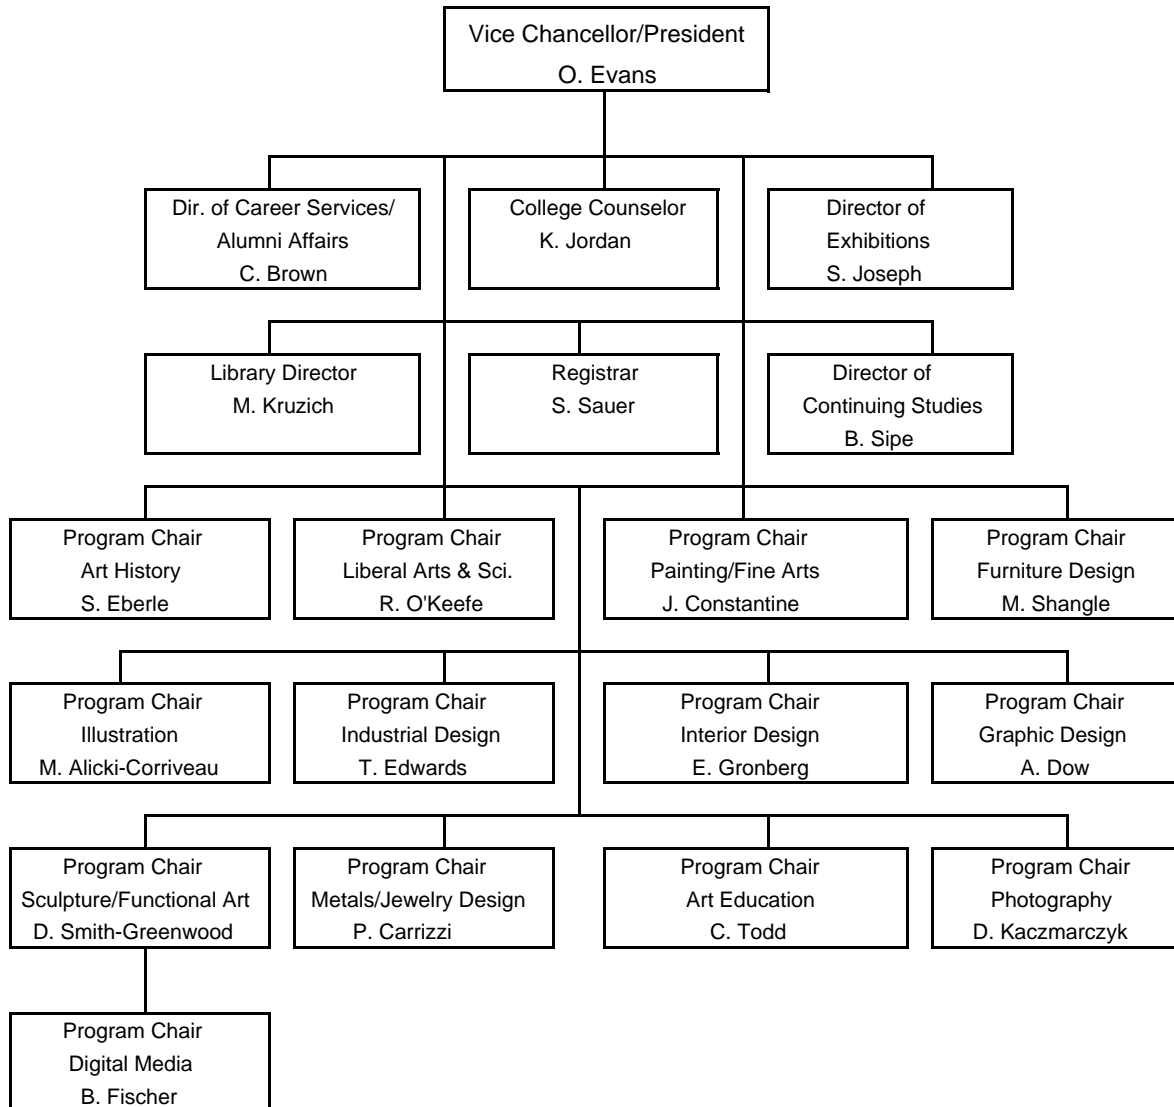 Vice Chancellor/President
O. Evans
Dir. of Career Services/
Alumni Affairs
C. Brown
College Counselor
K. Jordan
Director of
Exhibitions
S. Joseph
Library Director
M. Kruzich
Registrar
S. Sauer
Director of
Continuing Studies
B. Sipe
Program Chair
Art History
S. Eberle
Program Chair
Liberal Arts & Sci.
R. O'Keefe
Program Chair
Painting/Fine Arts
J. Constantine
Program Chair
Furniture Design
M. Shangle
Program Chair
Illustration
M. Alicki-Corriveau
Program Chair
Industrial Design
T. Edwards
Program Chair
Interior Design
E. Gronberg
Program Chair
Graphic Design
A. Dow
Program Chair
Sculpture/Functional Art
D. Smith-Greenwood
Program Chair
Metals/Jewelry Design
P. Carrizzi
Program Chair
Art Education
C. Todd
Program Chair
Photography
D. Kaczmarczyk
Program Chair
Digital Media
B. Fischer